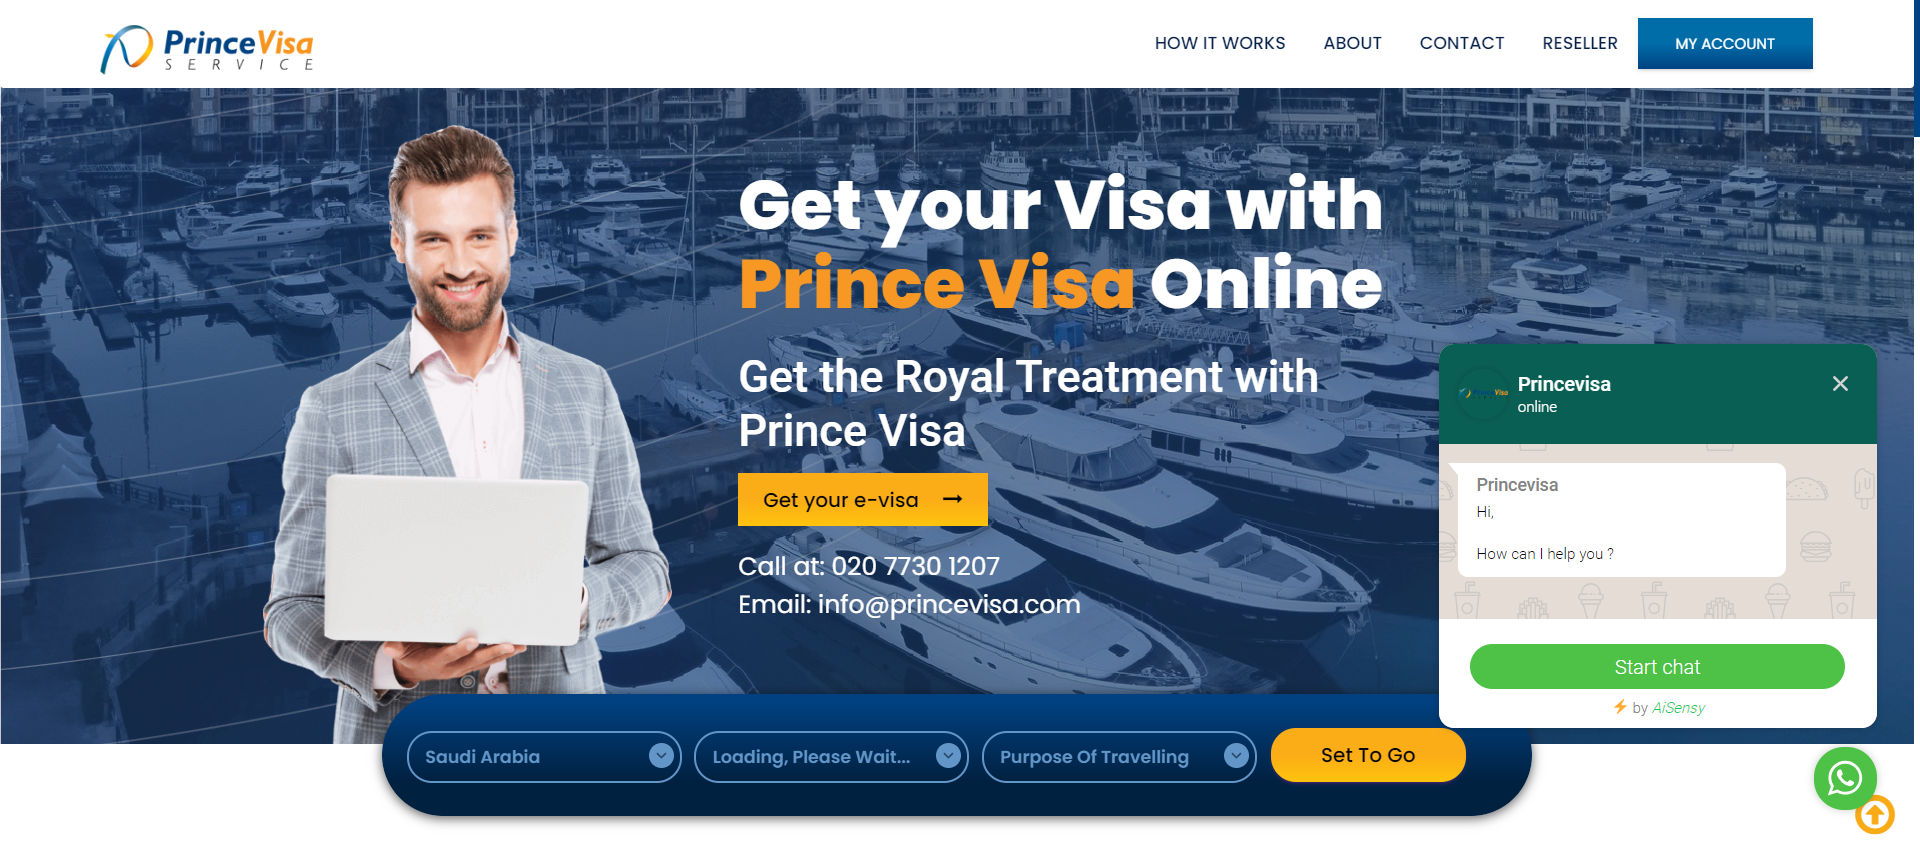 PrinceVisa
SERVICE
HOW IT WORKS
ABOUT
CONTACT
RESELLER
MY ACCOUNT
Get your Visa with
Prince Visa Online
Get the Royal Treatment with
Prince Visa
Get your e-visa
Call at: 020 7730 1207
Email: info@princevisa.com
Princevisa
online
Princevisa
Hi,
How can I help you ?
Start chat
by AiSensy
Saudi Arabia
Loading, Please Wait...
Purpose Of Travelling
Set To Go